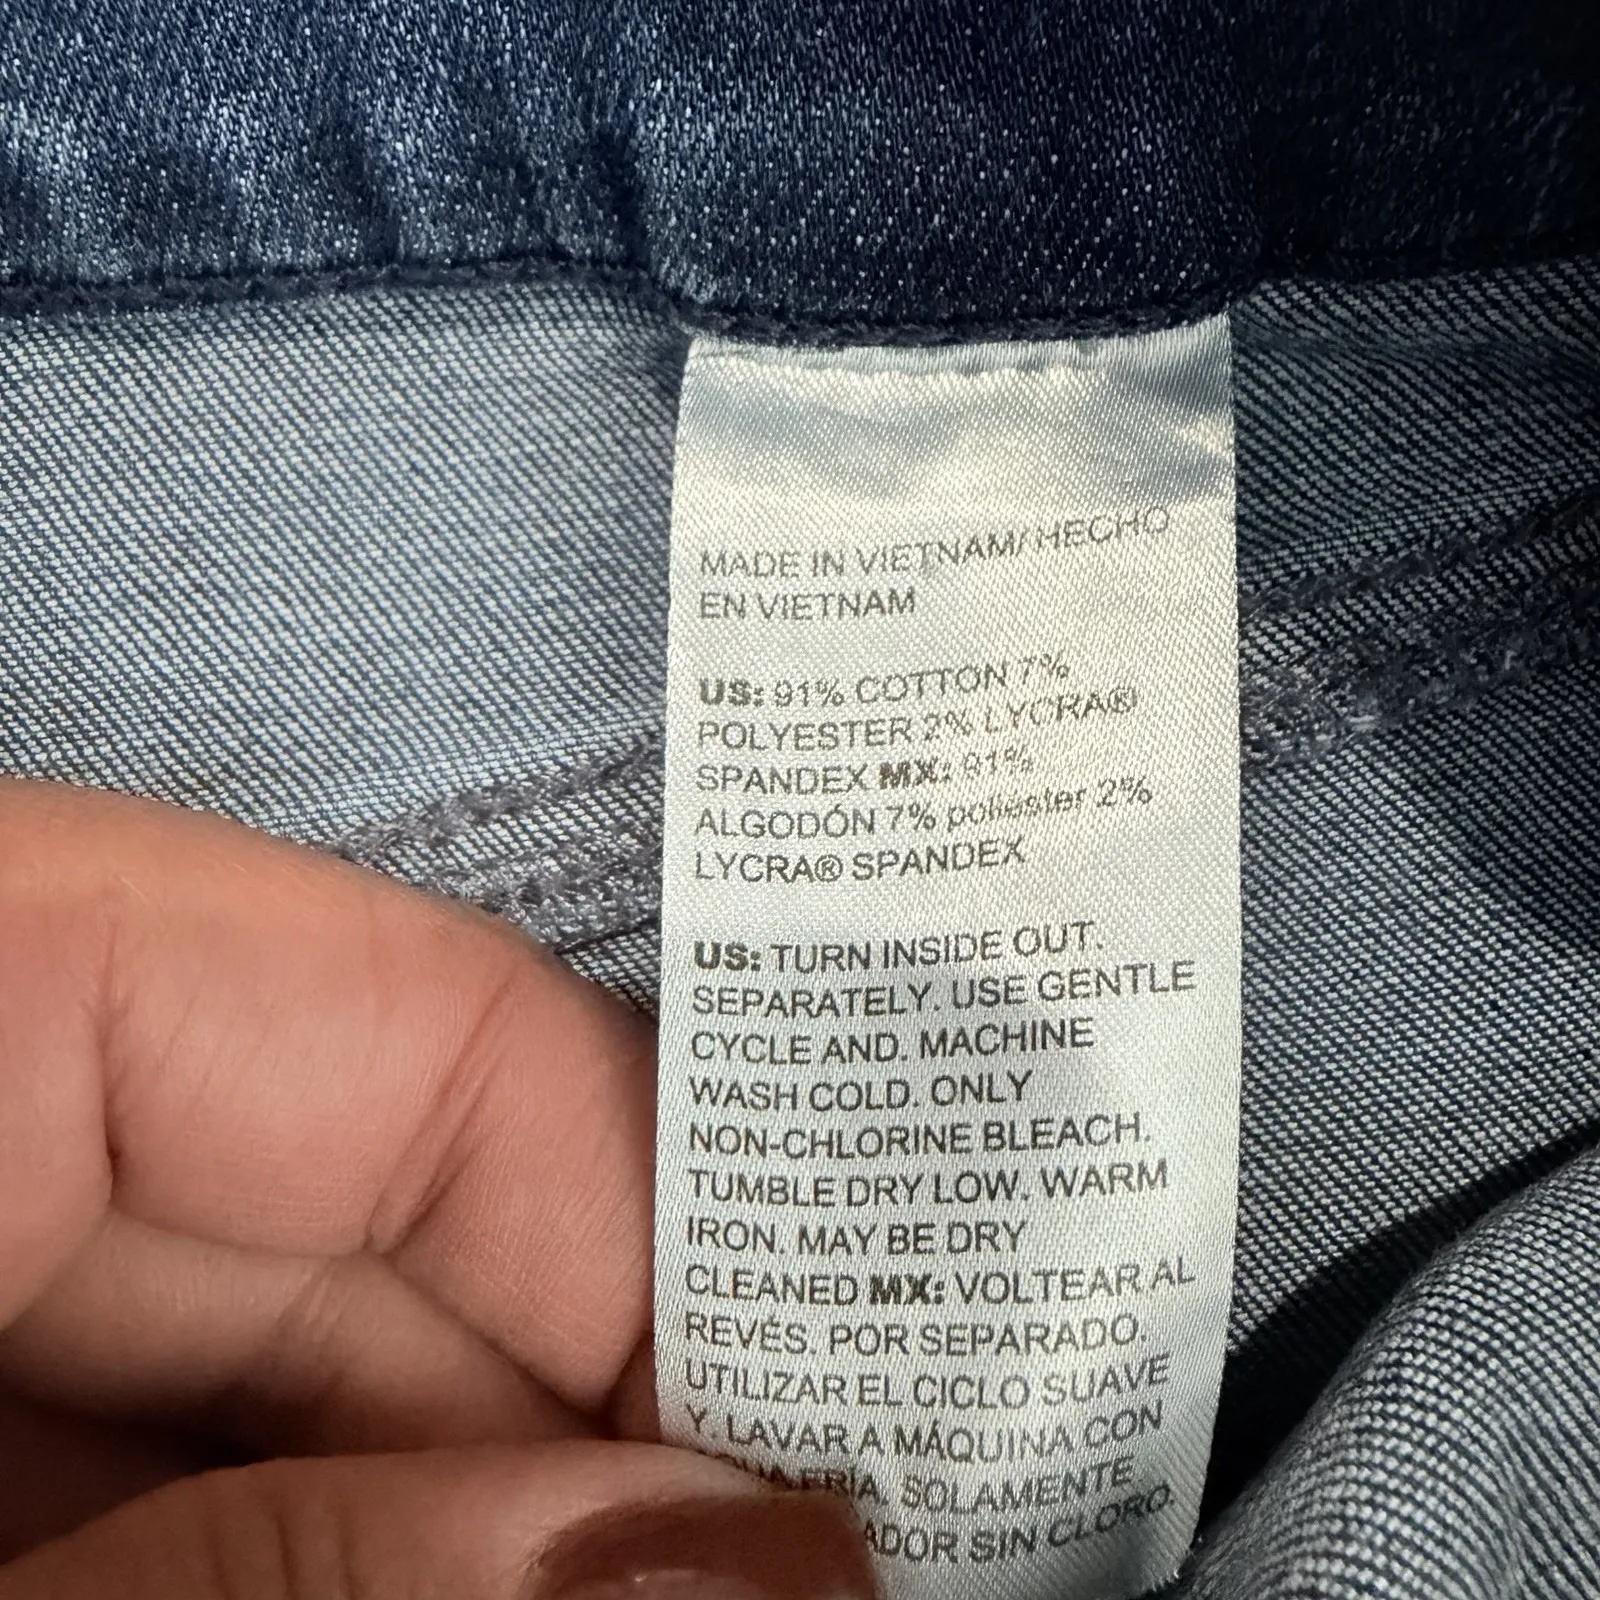 MADE IN VIETNAM/ HECHO
EN VIETNAM
US: 91% COTTON 7%
POLYESTER 2% LYCRA®
SPANDEX MX: 91%
ALGODÓN 7% poliéster 2%
LYCRA® SPANDEX
US: TURN INSIDE OUT.
SEPARATELY. USE GENTLE
CYCLE AND. MACHINE
WASH COLD. ONLY
NON-CHLORINE BLEACH.
TUMBLE DRY LOW. WARM
IRON. MAY BE DRY
CLEANED MX: VOLTEAR AL
REVÉS. POR SEPARADO.
UTILIZAR EL CICLO SUAVE
Y. LAVAR A MÁQUINA CON
FRÍA. SOLAMENTE
SIN CLORO.